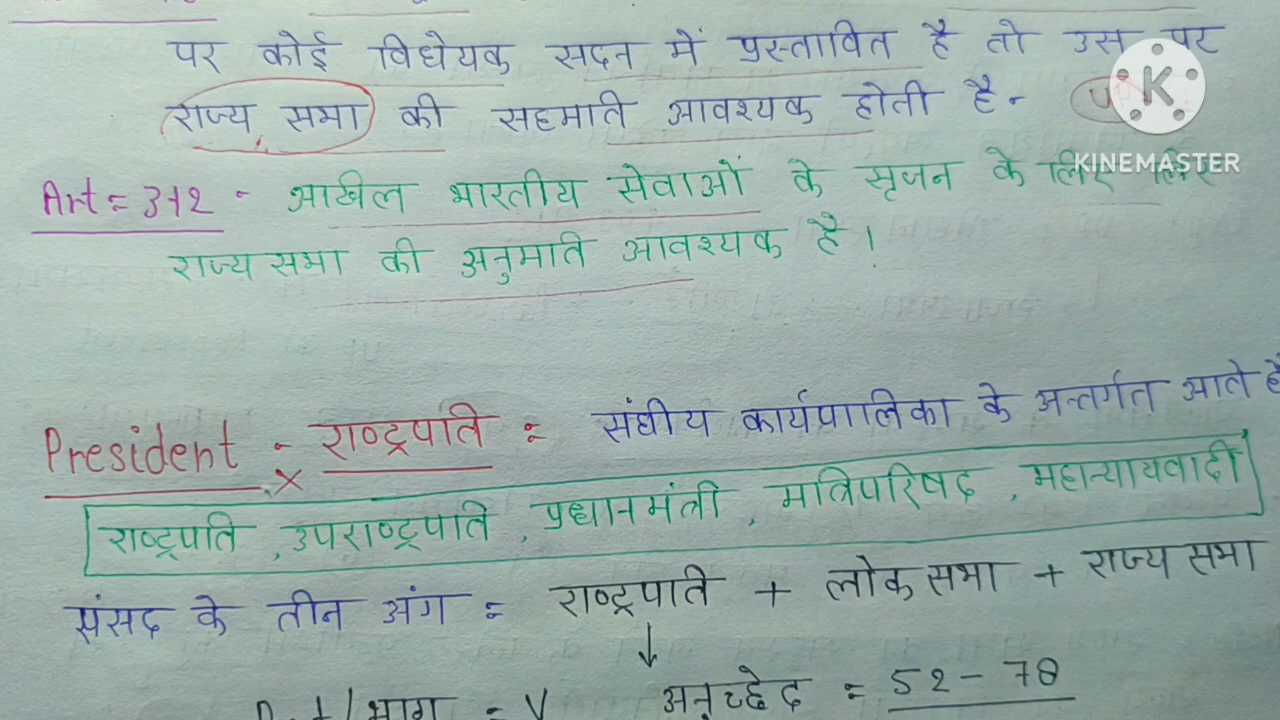 पर कोई विधेयक सदन में प्रस्तावित है तो उस पर
राज्य सभा की सहमति आवश्यक होती है -
KINEMASTER
Art = 312 - अखिल भारतीय सेवाओं के सृजन के लिए लिए
राज्य सभा की अनुमति आवश्यक है।
President - राष्ट्रपति = संघीय कार्यपालिका के अन्तर्गत आते है
राष्ट्रपति, उपराष्ट्रपति, प्रधानमंत्री, मंत्रिपरिषद, महान्यायवादी
संसद के तीन अंग = राष्ट्रपति + लोक सभा + राज्य सभा
भाग = V अनुच्छेद = 52 - 78